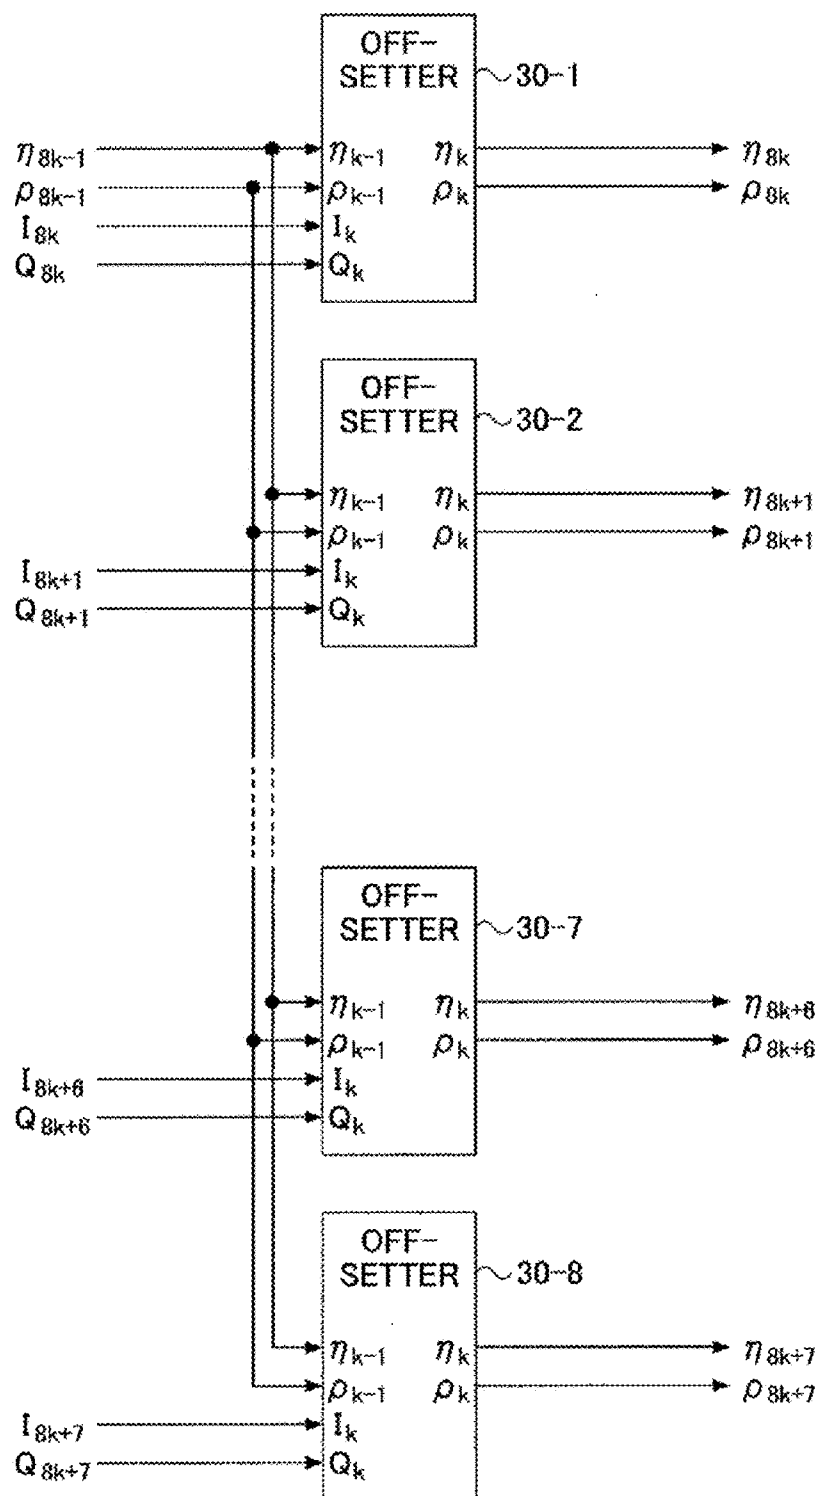 OFF-
SETTER 30-1
η8k-1 ηk-1 ηk η8k
ρ8k-1 ρk-1 ρk ρ8k
I8k Ik
Q8k Qk
OFF-
SETTER 30-2
ηk-1 ηk η8k+1
ρk-1 ρk ρ8k+1
I8k+1 Ik
Q8k+1 Qk
OFF-
SETTER 30-7
ηk-1 ηk η8k+6
ρk-1 ρk ρ8k+6
I8k+6 Ik
Q8k+6 Qk
OFF-
SETTER 30-8
ηk-1 ηk η8k+7
ρk-1 ρk ρ8k+7
I8k+7 Ik
Q8k+7 Qk